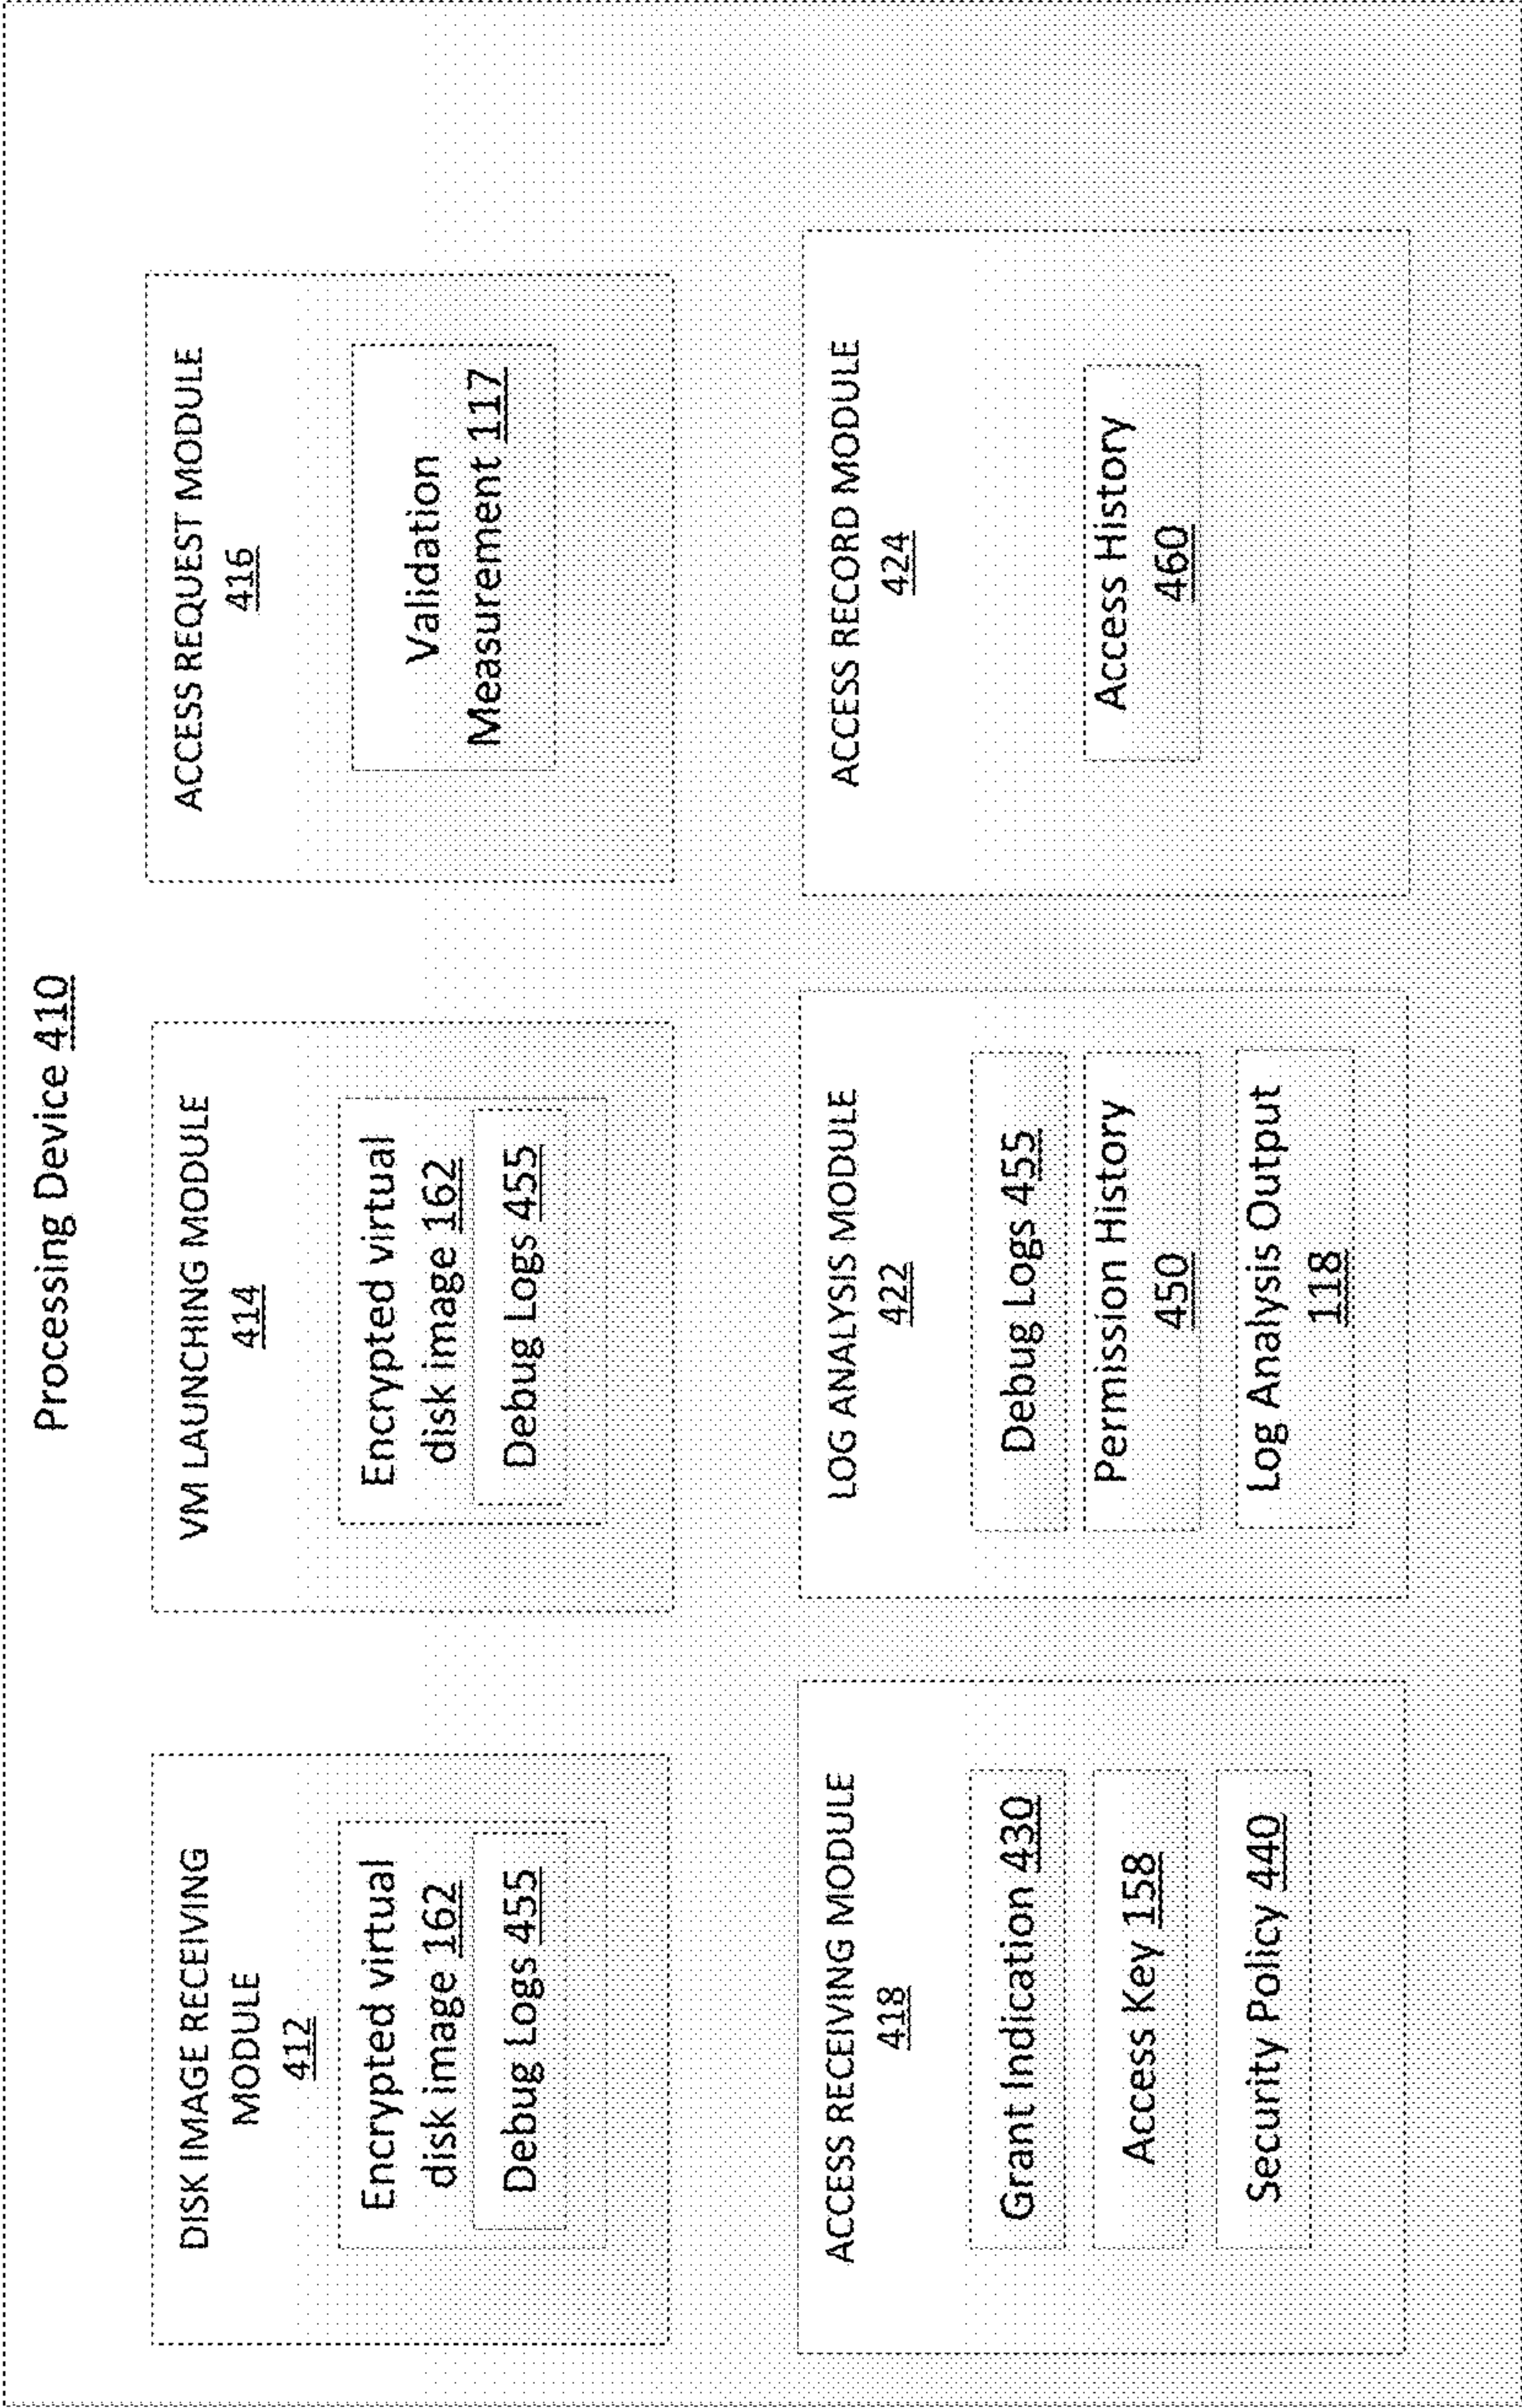 Processing Device 410
DISK IMAGE RECEIVING
MODULE
412
Encrypted virtual
disk image 162
Debug Logs 455
VM LAUNCHING MODULE
414
Encrypted virtual
disk image 162
Debug Logs 455
ACCESS REQUEST MODULE
416
Validation
Measurement 117
ACCESS RECEIVING MODULE
418
Grant Indication 430
Access Key 158
Security Policy 440
LOG ANALYSIS MODULE
422
Debug Logs 455
Permission History
450
Log Analysis Output
118
ACCESS RECORD MODULE
424
Access History
460